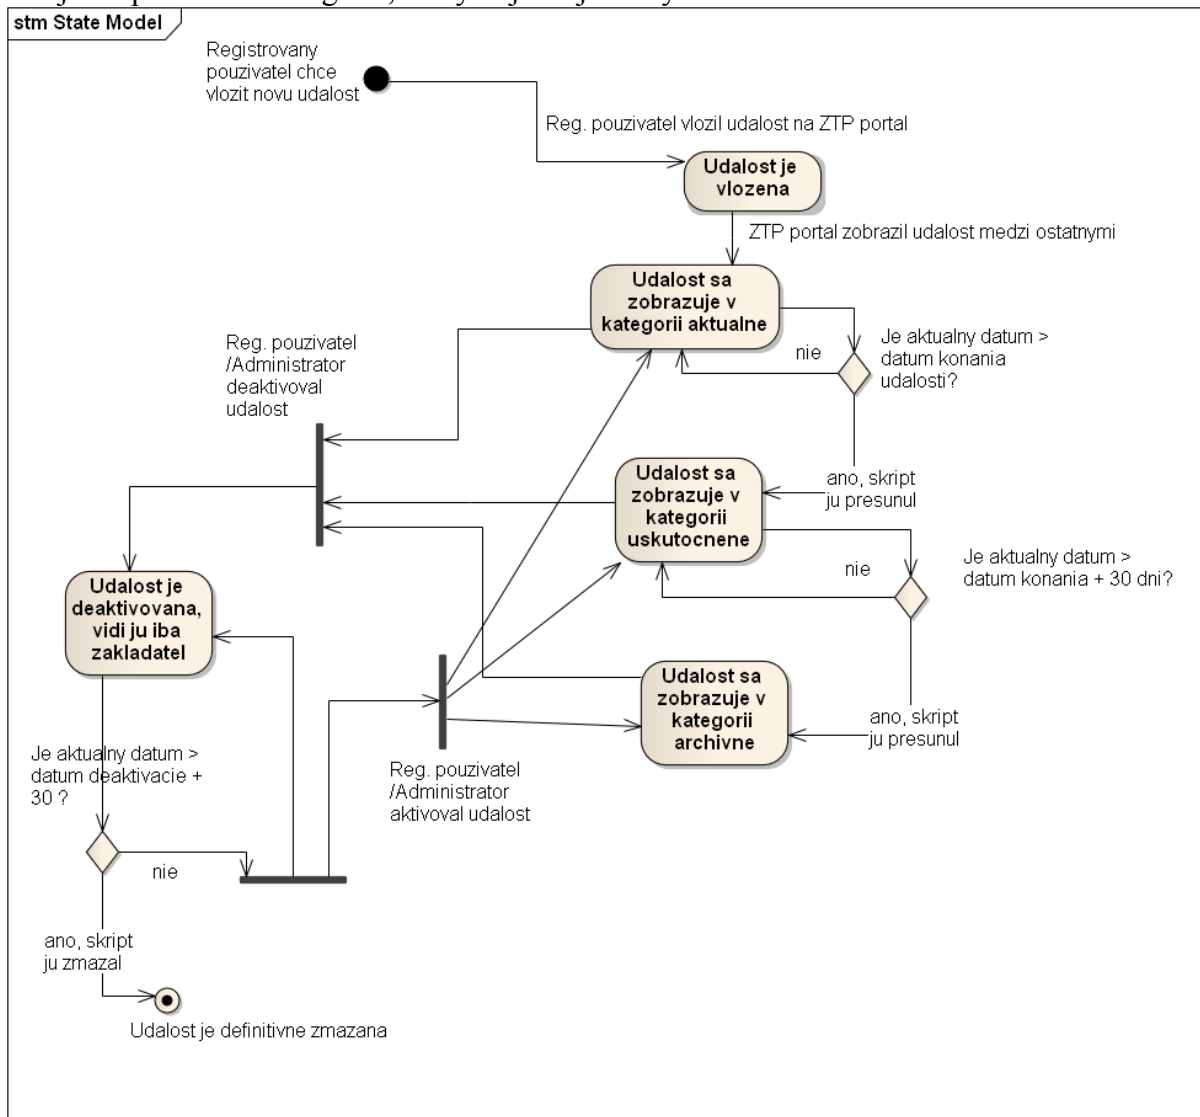 stm State Model
Registrovany
pouzivatel chce
vlozit novu udalost
Reg. pouzivatel vlozil udalost na ZTP portal
Udalost je
vlozena
ZTP portal zobrazil udalost medzi ostatnymi
Udalost sa
zobrazuje v
kategorii aktualne
Je aktualny datum >
datum konania
udalosti?
nie
Reg. pouzivatel
/Administrator
deaktivoval
udalost
ano, skript
ju presunul
Udalost sa
zobrazuje v
kategorii
uskutocnene
Je aktualny datum >
datum konania + 30 dni?
nie
Udalost je
deaktivovana,
vidi ju iba
zakladatel
Udalost sa
zobrazuje v
kategorii
archivne
ano, skript
ju presunul
Je aktualny datum >
datum deaktivacie +
30 ?
Reg. pouzivatel
/Administrator
aktivoval udalost
nie
ano, skript
ju zmazal
Udalost je definitivne zmazana